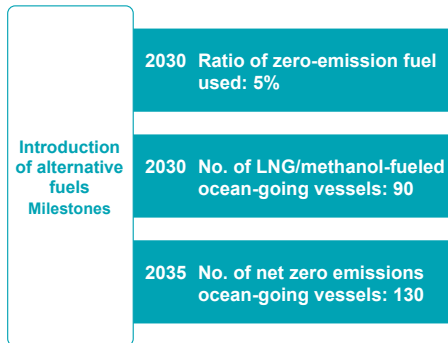 Introduction
of alternative
fuels
Milestones
2030 Ratio of zero-emission fuel
used: 5%
2030 No. of LNG/methanol-fueled
ocean-going vessels: 90
2035 No. of net zero emissions
ocean-going vessels: 130